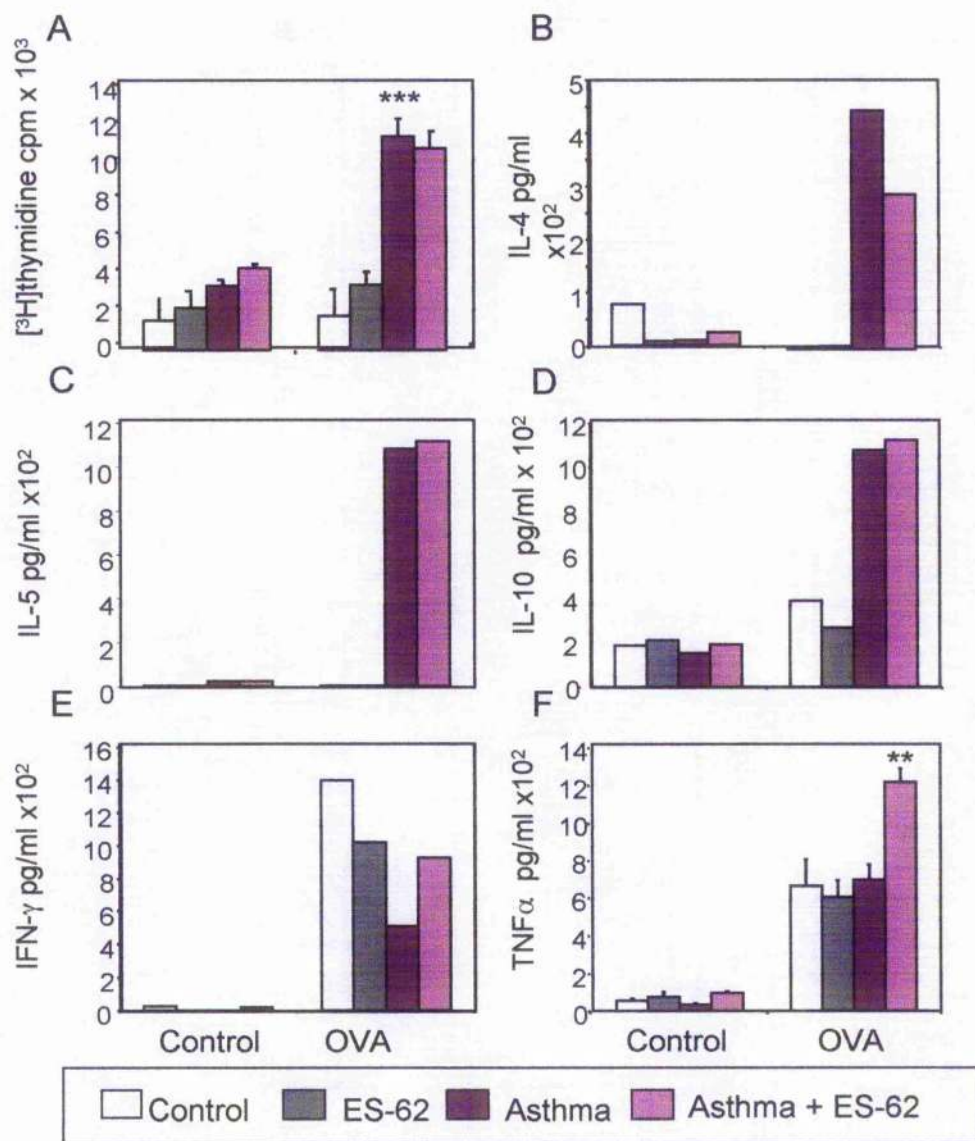 A
[³H]thymidine cpm x 10³
14
12
10
8
6
4
2
0
***
B
IL-4 pg/ml
x10²
5
4
3
2
1
0
C
IL-5 pg/ml x10²
12
10
8
6
4
2
0
D
IL-10 pg/ml x 10²
12
10
8
6
4
2
0
E
IFN-γ pg/ml x10²
16
14
12
10
8
6
4
2
0
Control OVA
F
TNFα pg/ml x10²
14
12
10
8
6
4
2
0
**
Control OVA
Control ES-62 Asthma Asthma + ES-62